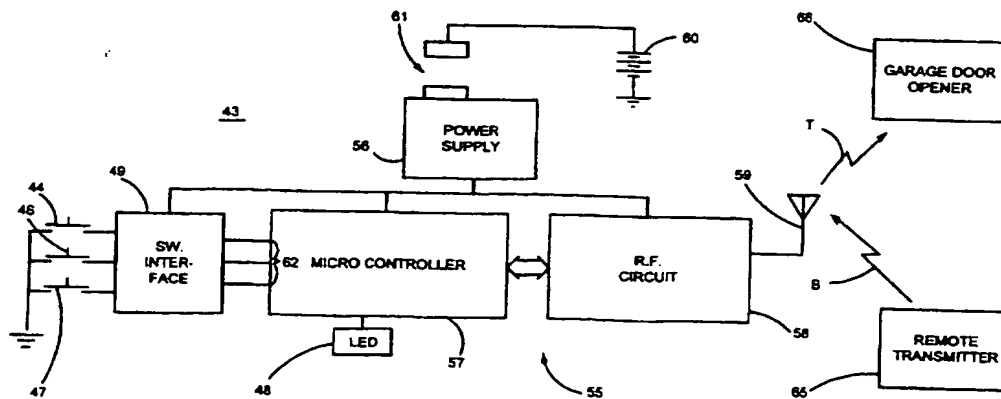 61
60
68
GARAGE DOOR
OPENER
43
POWER
SUPPLY
56
T
59
49
44
46
SW.
INTER-
FACE
62
MICRO CONTROLLER
R.F.
CIRCUIT
B
58
LED
REMOTE
TRANSMITTER
47
48
57
55
65